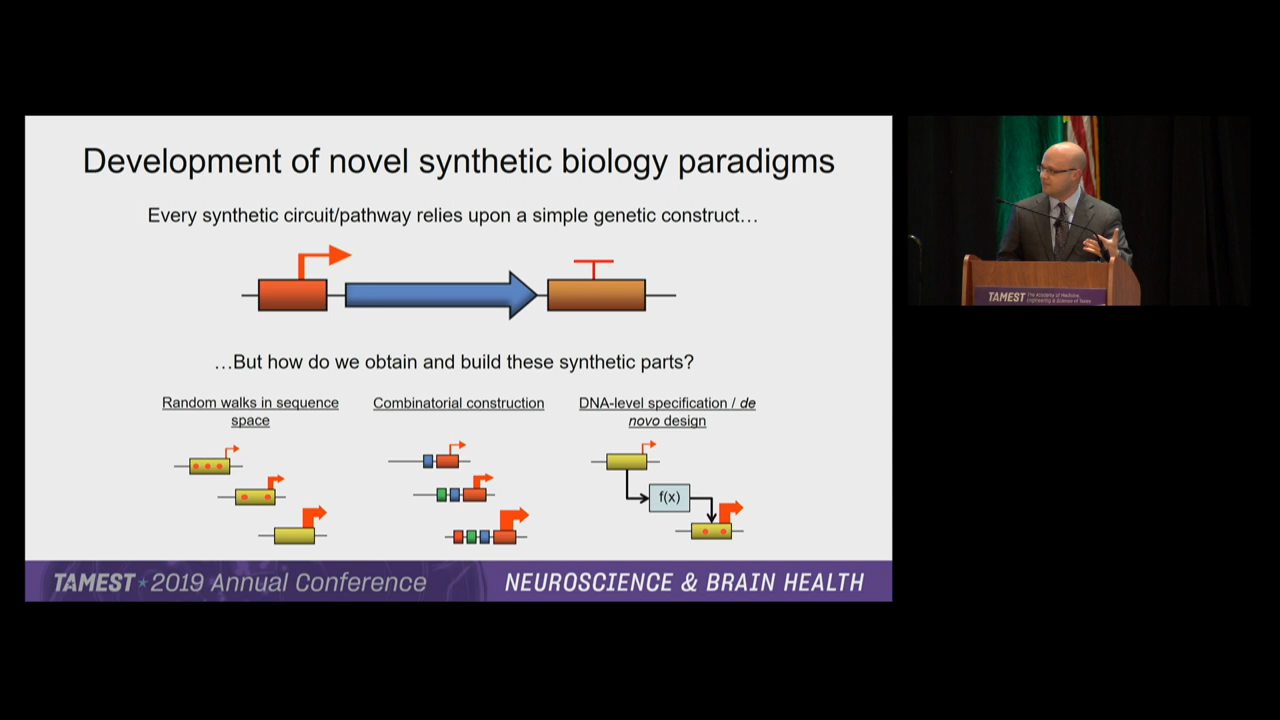 Development of novel synthetic biology paradigms
Every synthetic circuit/pathway relies upon a simple genetic construct…
…But how do we obtain and build these synthetic parts?
Random walks in sequence
space
Combinatorial construction
DNA-level specification / de
novo design
f(x)
TAMEST★2019 Annual Conference
NEUROSCIENCE & BRAIN HEALTH
TAMEST
The Academy of Medicine,
Engineering & Science of Texas